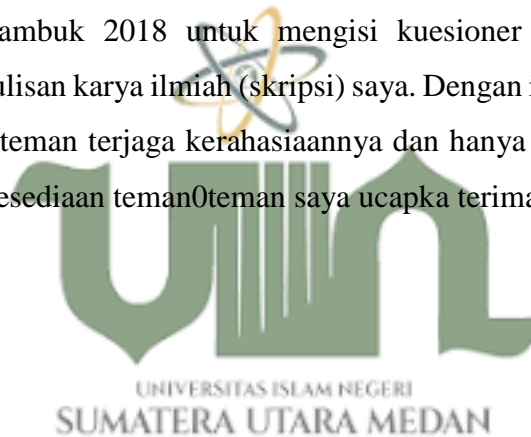 ambuk 2018 untuk mengisi kuesioner
ulisan karya ilmiah (skripsi) saya. Dengan
teman terjaga kerahasiaannya dan hanya
esediaan teman0teman saya ucapka terima
UNIVERSITAS ISLAM NEGERI
SUMATERA UTARA MEDAN